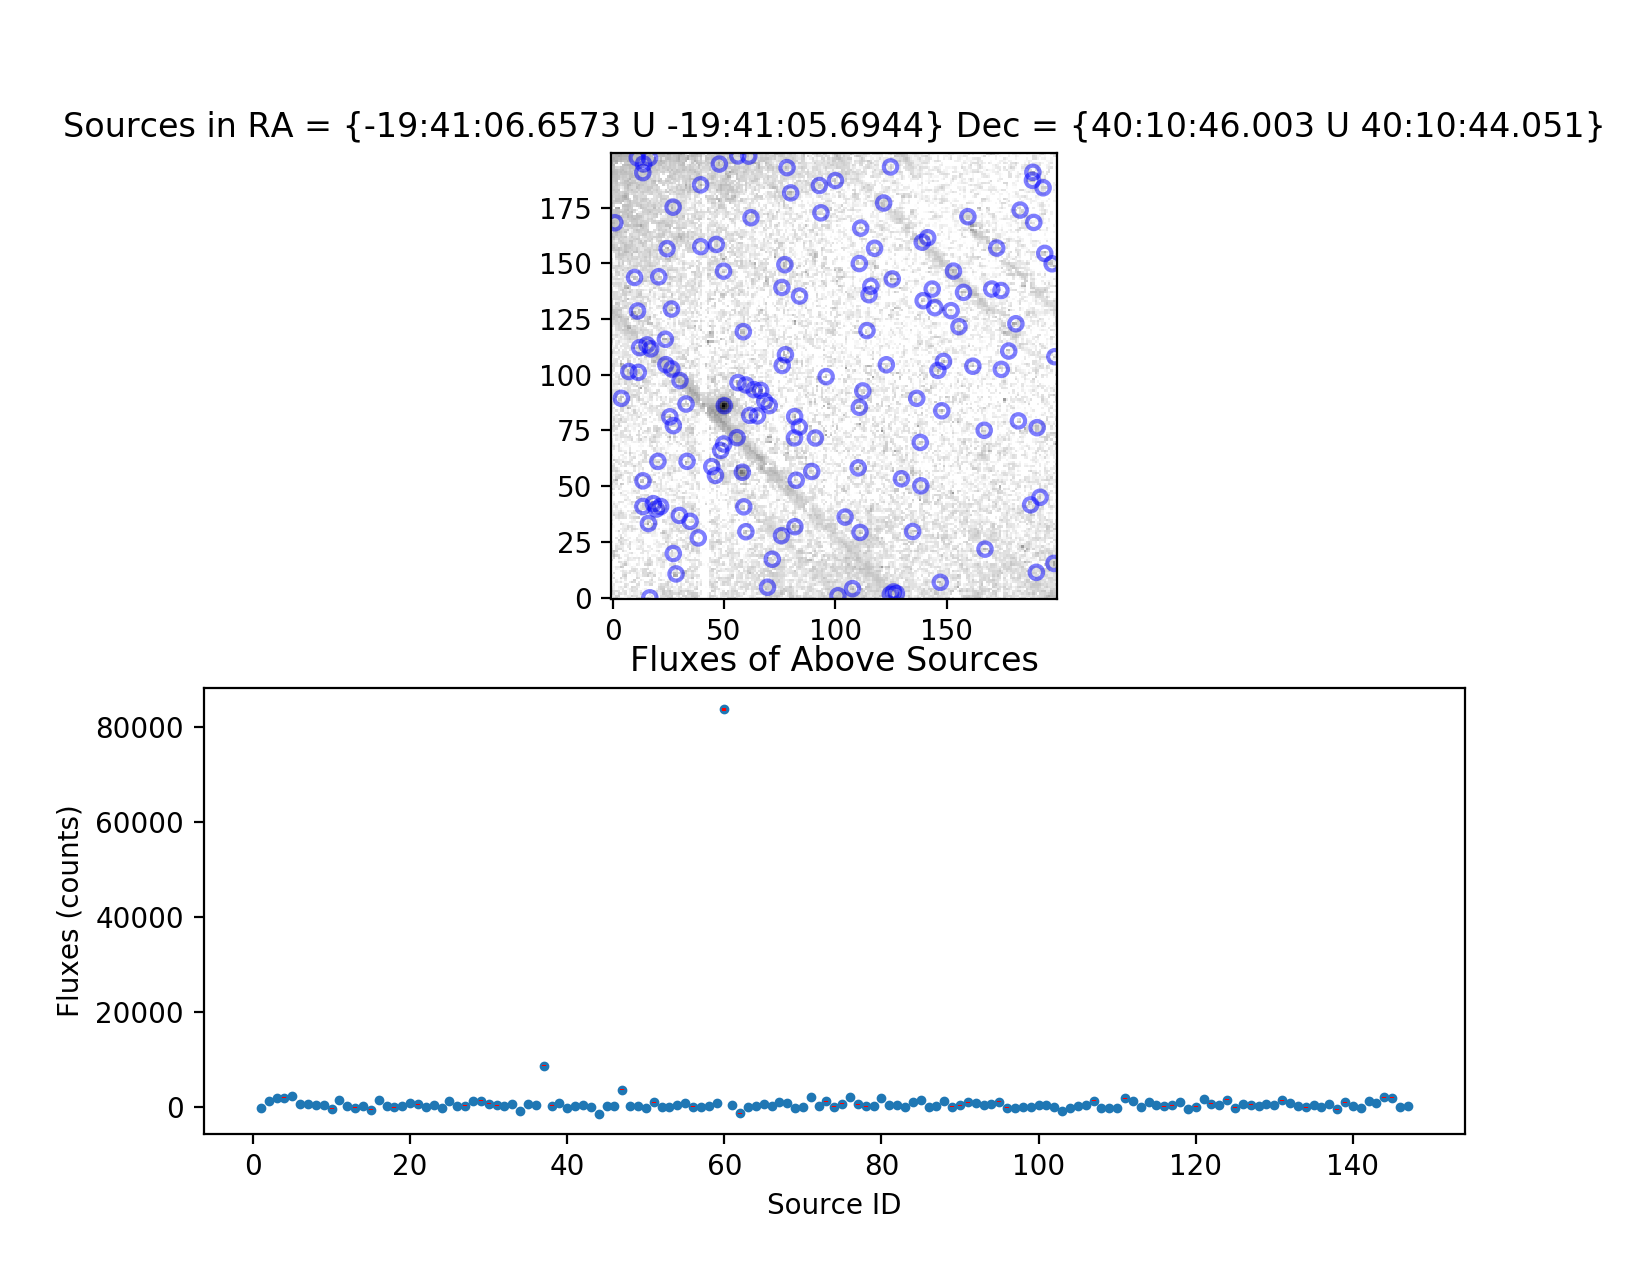 Sources in RA = {-19:41:06.6573 U -19:41:05.6944} Dec = {40:10:46.003 U 40:10:44.051}
175
150
125
100
75
50
25
0
0 50 100 150
Fluxes of Above Sources
80000
60000
40000
20000
0
Fluxes (counts)
0 20 40 60 80 100 120 140
Source ID